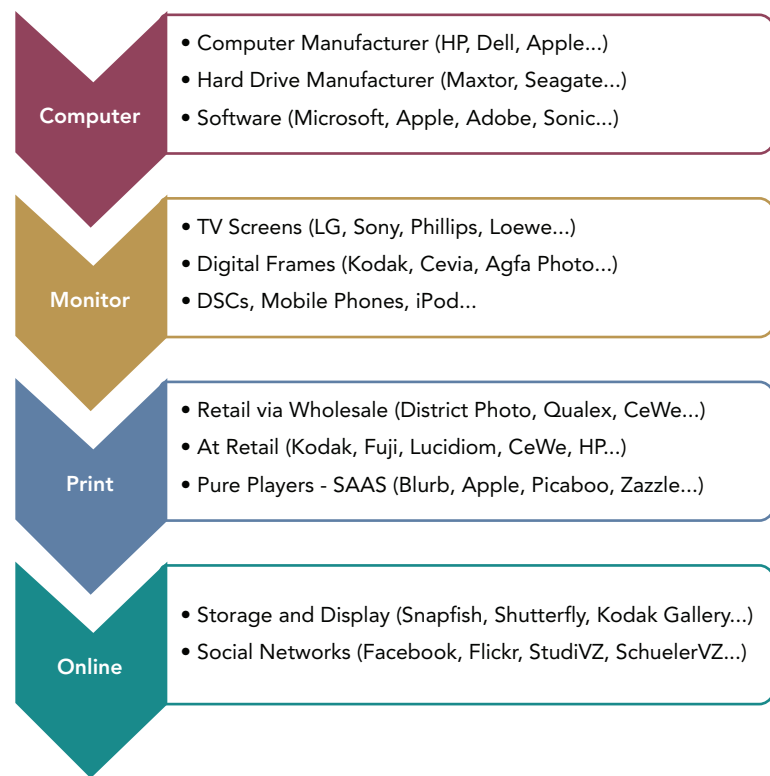 Computer
• Computer Manufacturer (HP, Dell, Apple...)
• Hard Drive Manufacturer (Maxtor, Seagate...)
• Software (Microsoft, Apple, Adobe, Sonic...)
Monitor
• TV Screens (LG, Sony, Phillips, Loewe...)
• Digital Frames (Kodak, Cevia, Agfa Photo...)
• DSCs, Mobile Phones, iPod...
Print
• Retail via Wholesale (District Photo, Qualex, CeWe...)
• At Retail (Kodak, Fuji, Lucidiom, CeWe, HP...)
• Pure Players - SAAS (Blurb, Apple, Picaboo, Zazzle...)
Online
• Storage and Display (Snapfish, Shutterfly, Kodak Gallery...)
• Social Networks (Facebook, Flickr, StudiVZ, SchuelerVZ...)